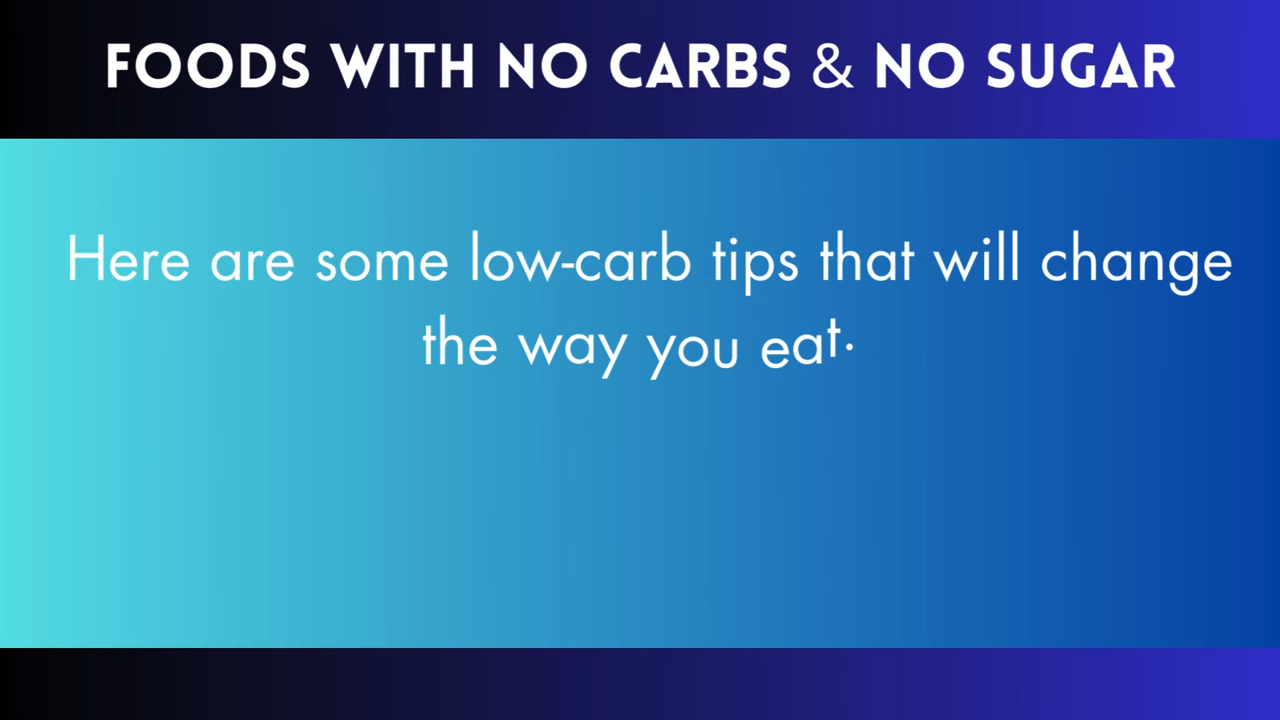 FOODS WITH NO CARBS & NO SUGAR
Here are some low-carb tips that will change
the way you eat.